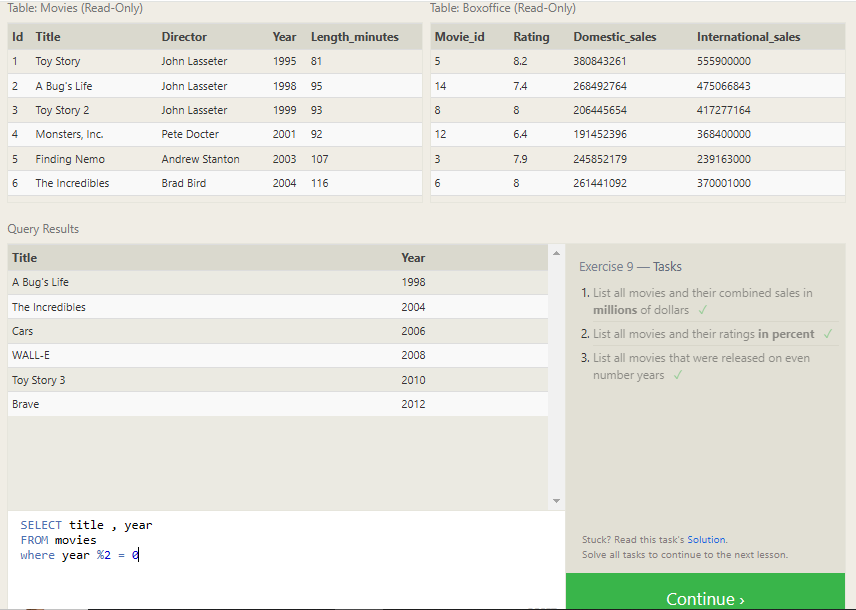 Table: Movies (Read-Only)
Id Title Director Year Length_minutes
1 Toy Story John Lasseter 1995 81
2 A Bug's Life John Lasseter 1998 95
3 Toy Story 2 John Lasseter 1999 93
4 Monsters, Inc. Pete Docter 2001 92
5 Finding Nemo Andrew Stanton 2003 107
6 The Incredibles Brad Bird 2004 116
Table: Boxoffice (Read-Only)
Movie_id Rating Domestic_sales International_sales
5 8.2 380843261 555900000
14 7.4 268492764 475066843
8 8 206445654 417277164
12 6.4 191452396 368400000
3 7.9 245852179 239163000
6 8 261441092 370001000
Query Results
Title Year
A Bug's Life 1998
The Incredibles 2004
Cars 2006
WALL-E 2008
Toy Story 3 2010
Brave 2012
SELECT title , year
FROM movies
where year %2 = 0
Exercise 9 — Tasks
1. List all movies and their combined sales in
millions of dollars ✓
2. List all movies and their ratings in percent ✓
3. List all movies that were released on even
number years ✓
Stuck? Read this task's Solution.
Solve all tasks to continue to the next lesson.
Continue ›